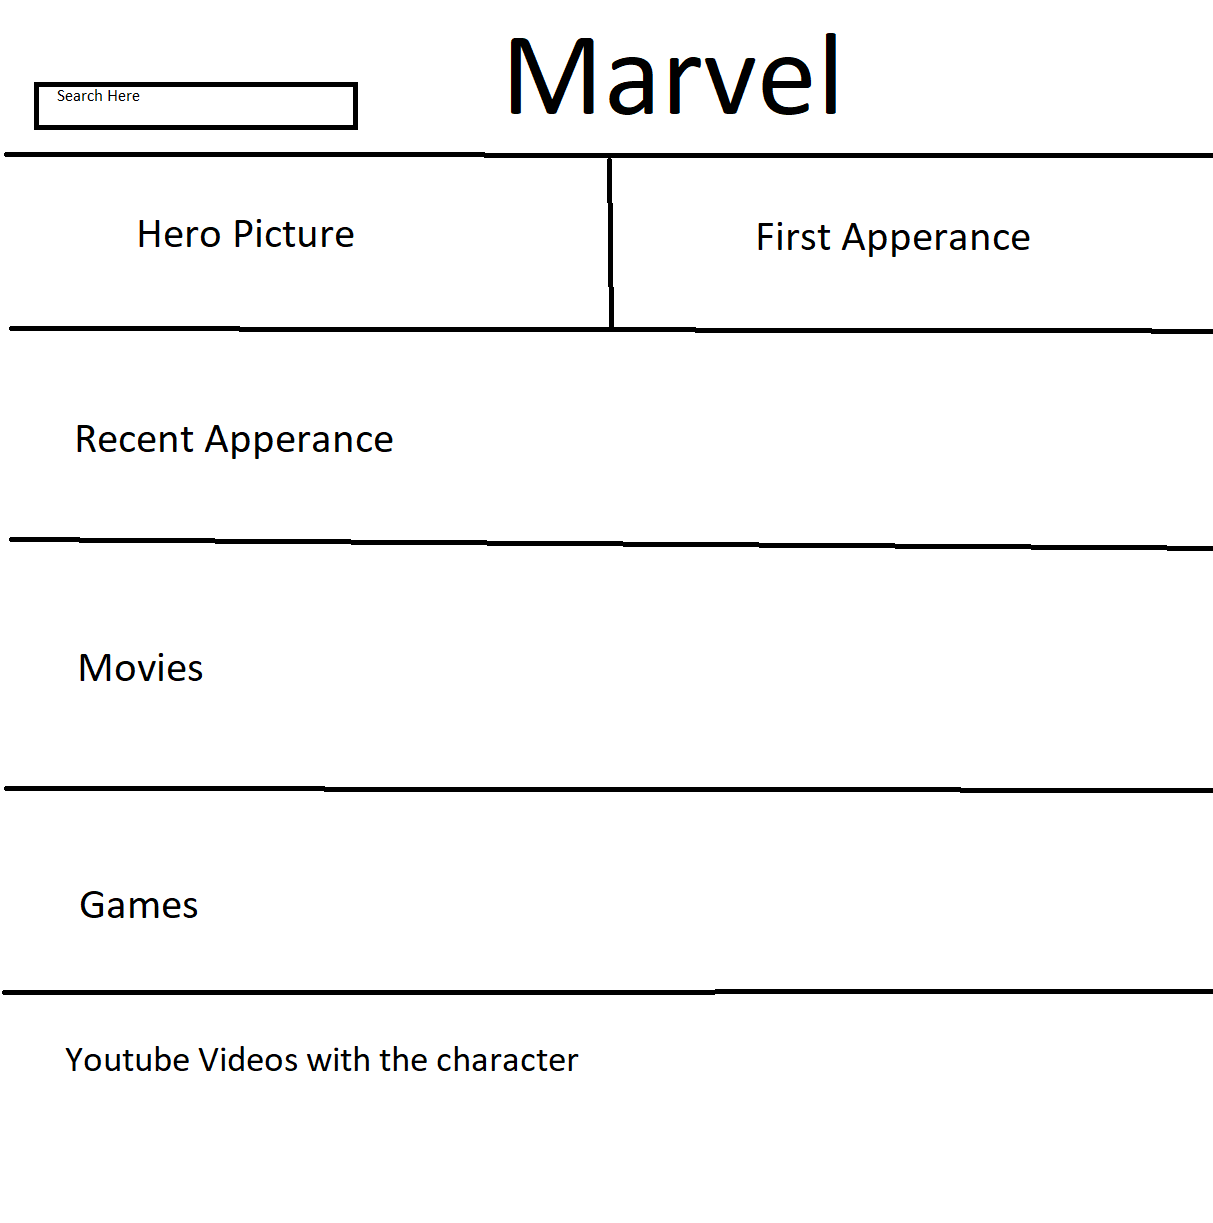 Marvel
Search Here
Hero Picture
First Apperance
Recent Apperance
Movies
Games
Youtube Videos with the character